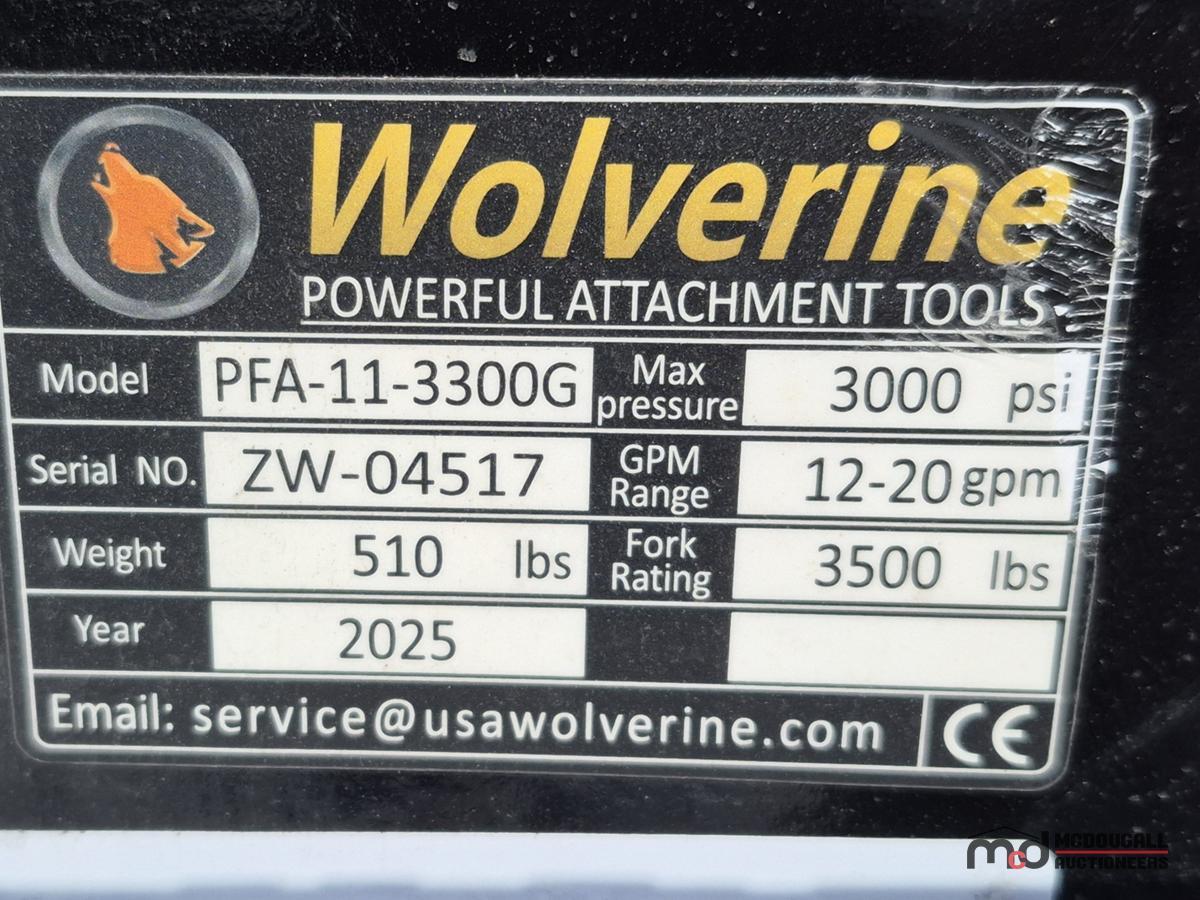 Wolverine
POWERFUL ATTACHMENT TOOLS
Model PFA-11-3300G Max pressure 3000 psi
Serial NO. ZW-04517 GPM Range 12-20 gpm
Weight 510 lbs Fork Rating 3500 lbs
Year 2025
Email: service@usawolverine.com CE
mcd MCDOUGALL
AUCTIONEERS